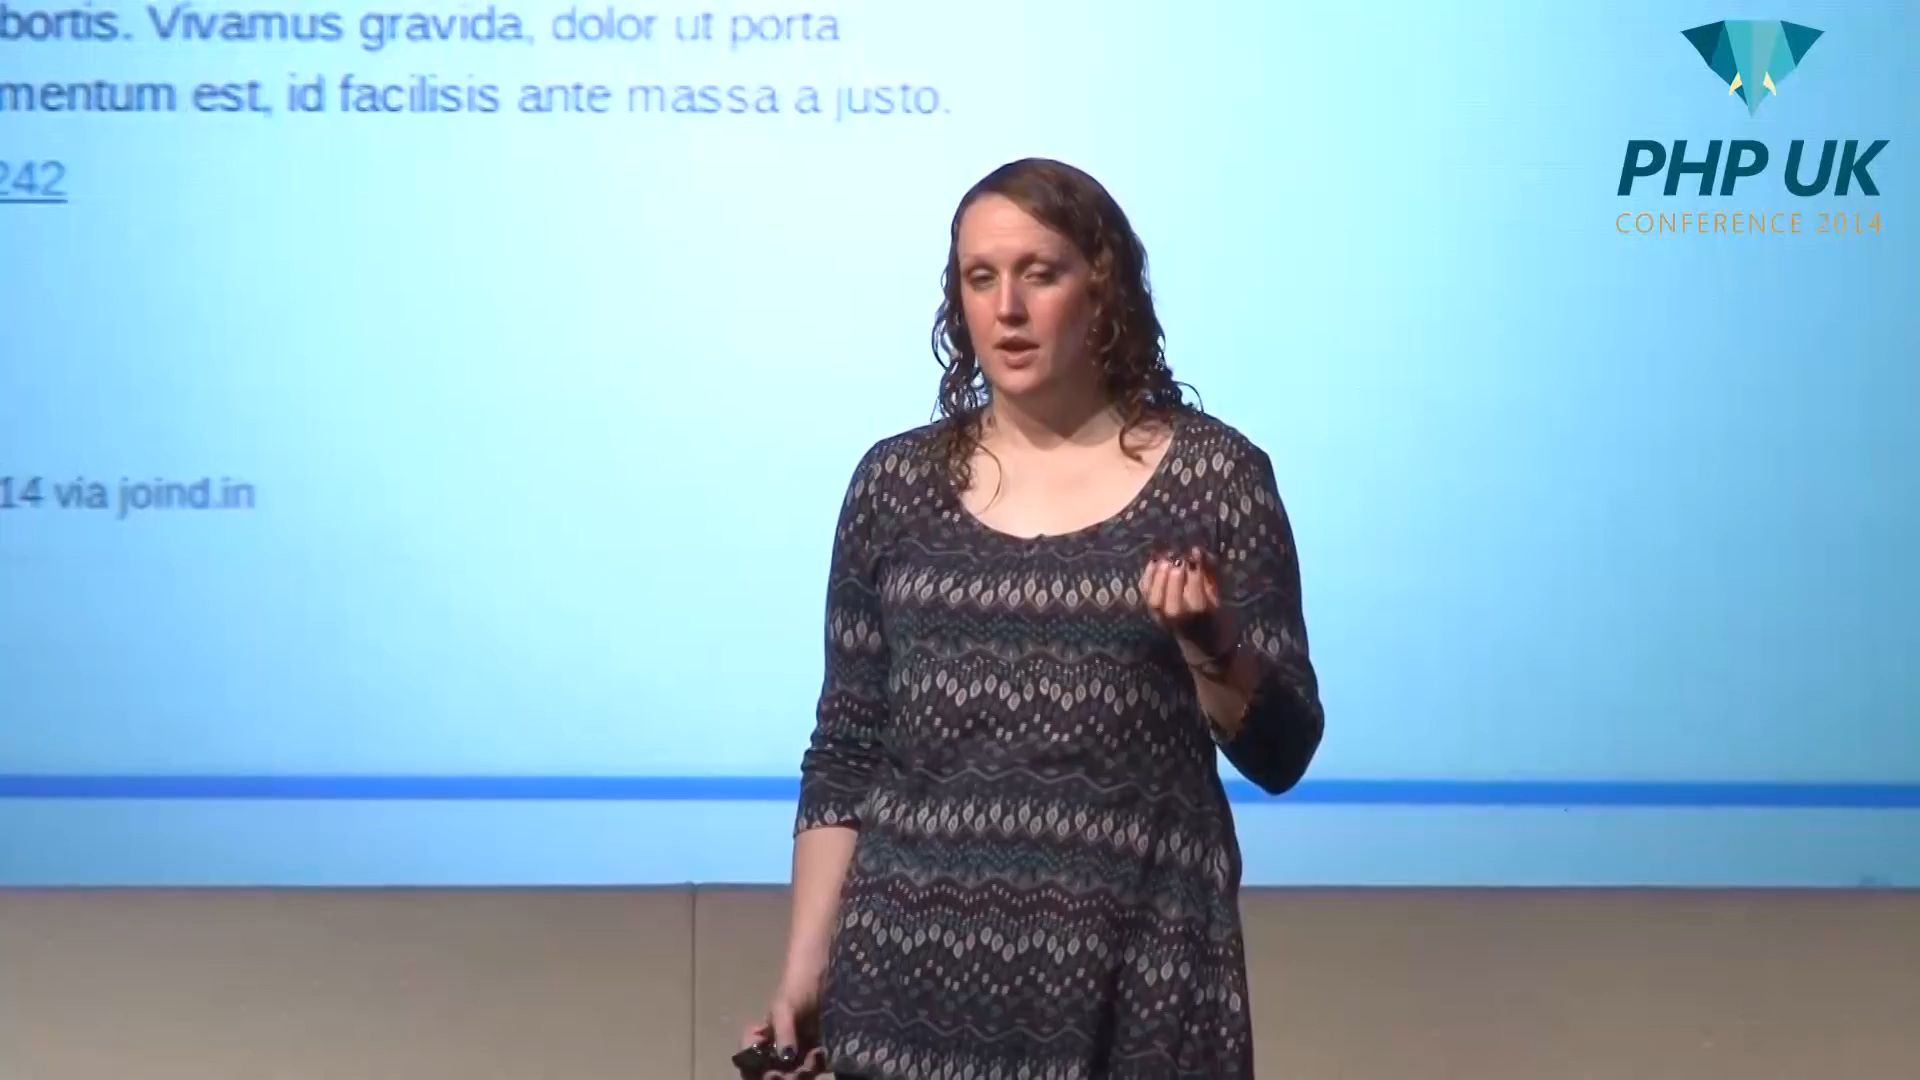 bortis. Vivamus gravida, dolor ut porta
mentum est, id facilisis ante massa a justo.
242
14 via joind.in
PHP UK
CONFERENCE 2014